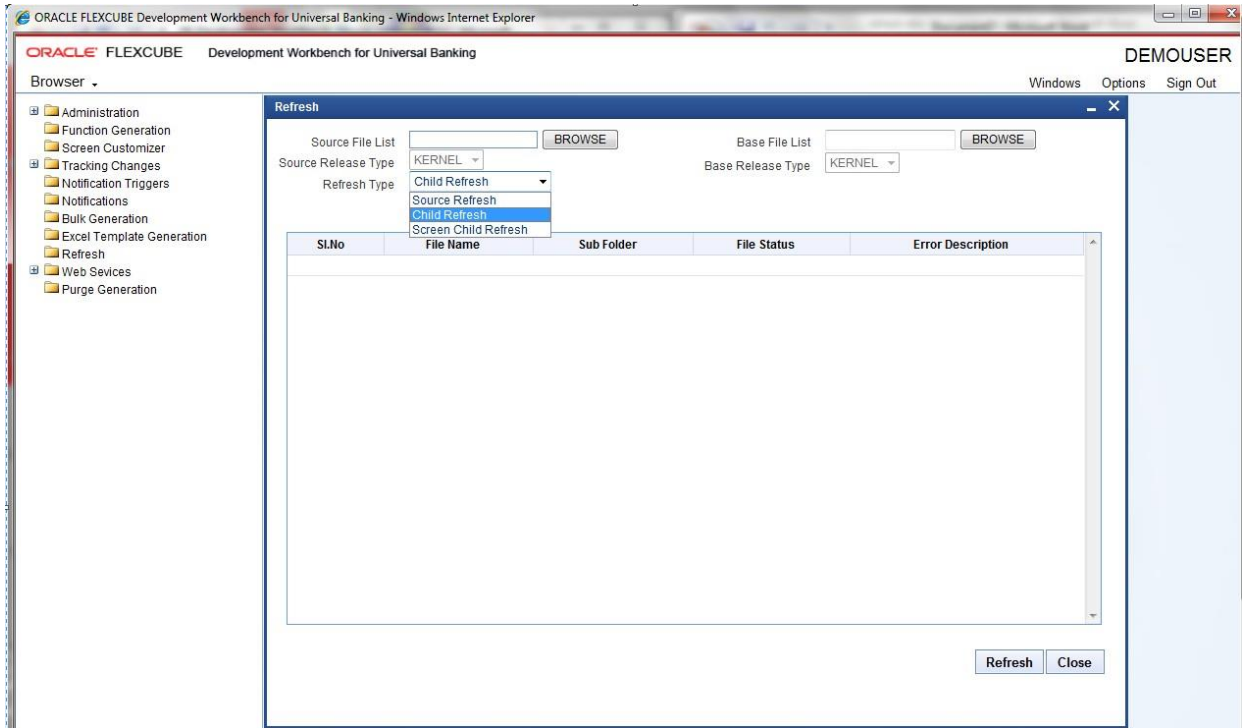 ORACLE FLEXCUBE Development Workbench for Universal Banking - Windows Internet Explorer
ORACLE FLEXCUBE Development Workbench for Universal Banking
DEMOUSER
Browser
Windows Options Sign Out
Administration
Function Generation
Screen Customizer
Tracking Changes
Notification Triggers
Notifications
Bulk Generation
Excel Template Generation
Refresh
Web Sevices
Purge Generation
Refresh
Source File List BROWSE Base File List BROWSE
Source Release Type KERNEL Base Release Type KERNEL
Refresh Type Child Refresh
Source Refresh
Child Refresh
Screen Child Refresh
Sl.No File Name Sub Folder File Status Error Description
Refresh Close